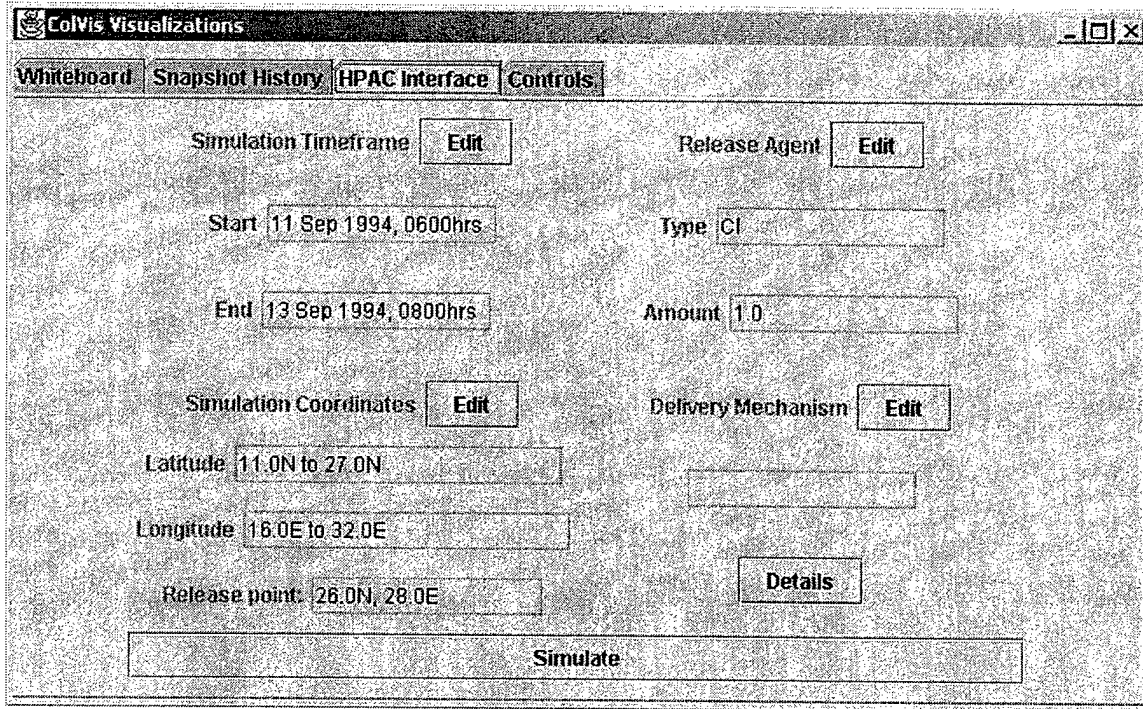 ColVis Visualizations
Whiteboard Snapshot History HPAC Interface Controls
Simulation Timeframe Edit
Start 11 Sep 1994, 0600hrs
End 13 Sep 1994, 0800hrs
Simulation Coordinates Edit
Latitude 11.0N to 27.0N
Longitude 16.0E to 32.0E
Release point: 26.0N, 28.0E
Release Agent Edit
Type Cl
Amount 1.0
Delivery Mechanism Edit
Details
Simulate